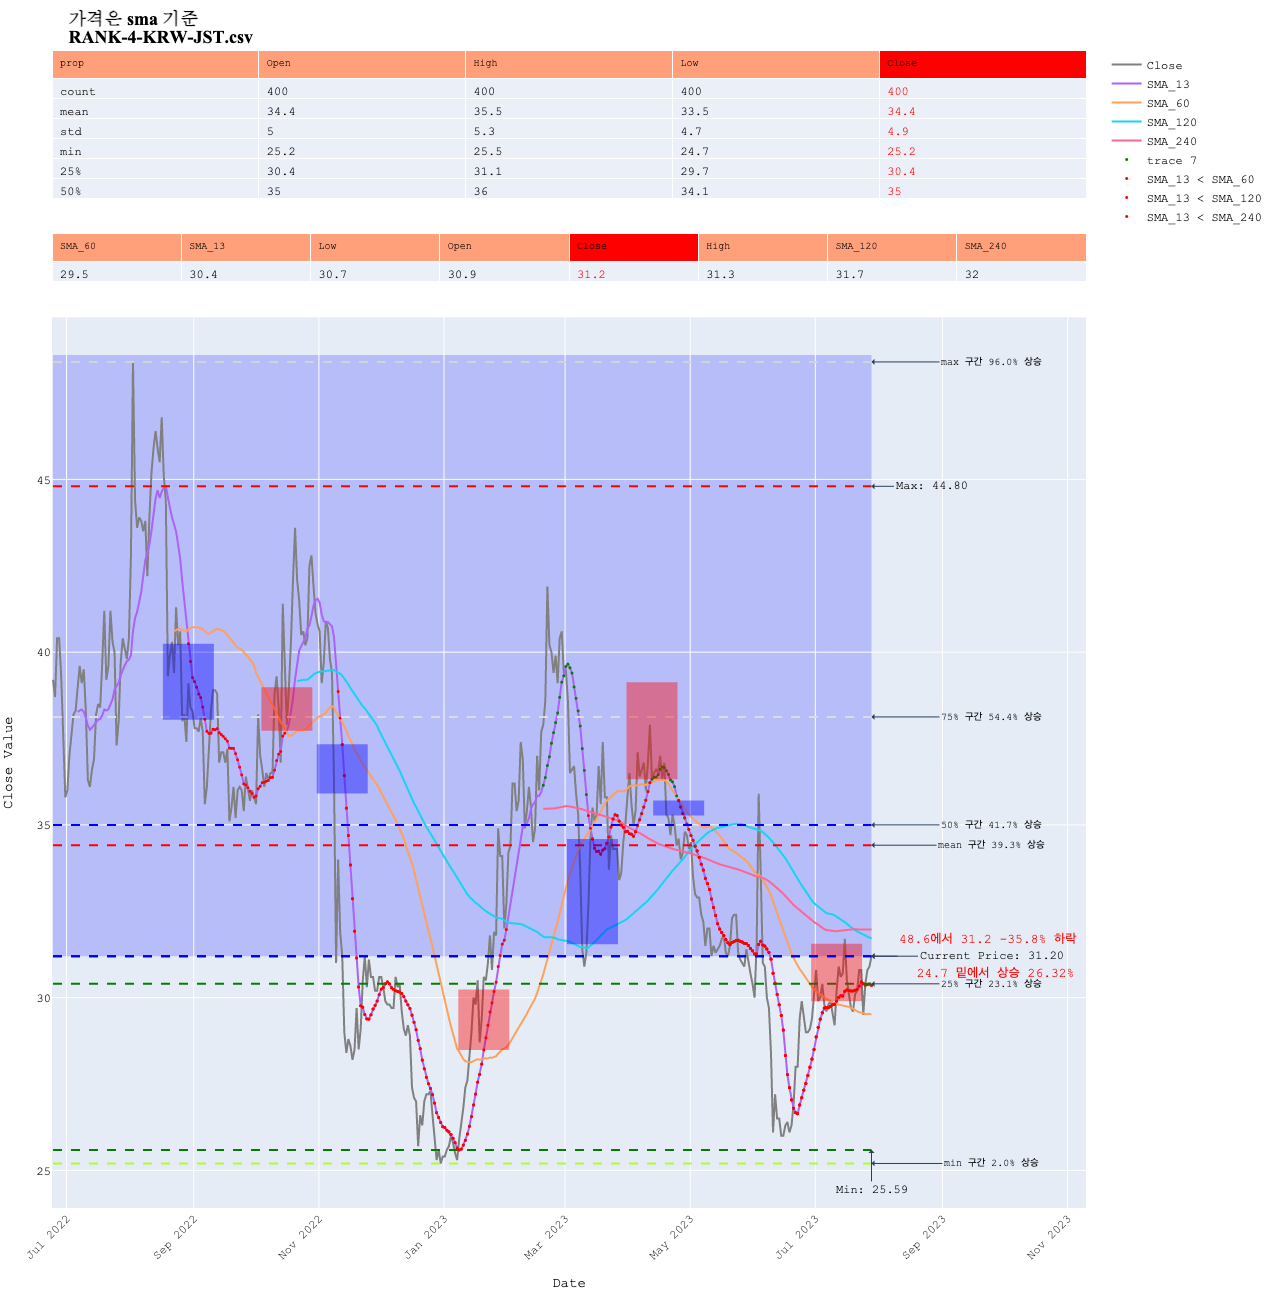 가격은 sma 기준
RANK-4-KRW-JST.csv
prop Open High Low Close
count 400 400 400 400
mean 34.4 35.5 33.5 34.4
std 5 5.3 4.7 4.9
min 25.2 25.5 24.7 25.2
25% 30.4 31.1 29.7 30.4
50% 35 36 34.1 35
Close
SMA_13
SMA_60
SMA_120
SMA_240
trace 7
SMA_13 < SMA_60
SMA_13 < SMA_120
SMA_13 < SMA_240
SMA_60 SMA_13 Low Open Close High SMA_120 SMA_240
29.5 30.4 30.7 30.9 31.2 31.3 31.7 32
max 구간 96.0% 상승
45
Max: 44.80
40
75% 구간 54.4% 상승
35
50% 구간 41.7% 상승
mean 구간 39.3% 상승
48.6에서 31.2 -35.8% 하락
Current Price: 31.20
24.7 밑에서 상승 26.32%
25% 구간 23.1% 상승
30
min 구간 2.0% 상승
25
Min: 25.59
Close Value
Jul 2022 Sep 2022 Nov 2022 Jan 2023 Mar 2023 May 2023 Jul 2023 Sep 2023 Nov 2023
Date